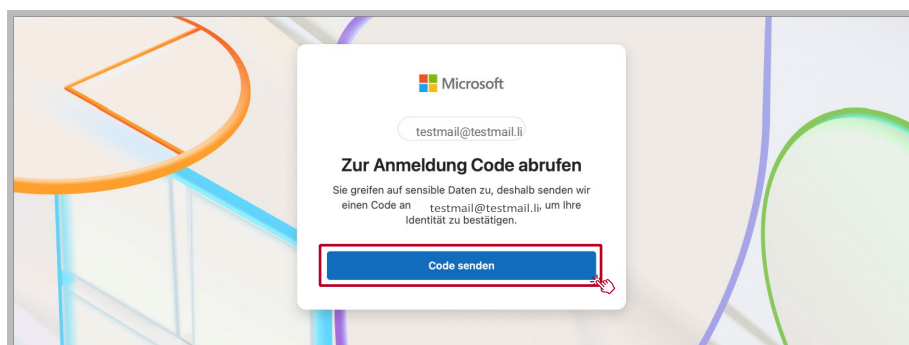 Microsoft
testmail@testmail.li
Zur Anmeldung Code abrufen
Sie greifen auf sensible Daten zu, deshalb senden wir
einen Code an testmail@testmail.li, um Ihre
Identität zu bestätigen.
Code senden